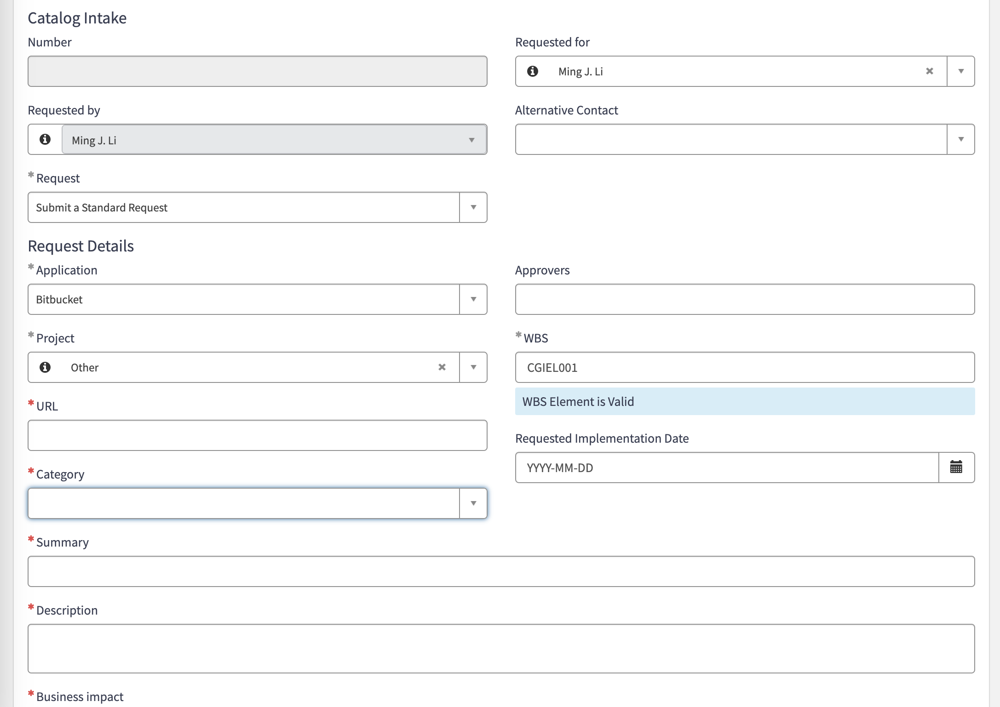 Catalog Intake
Number
Requested for
Ming J. Li
Requested by
Alternative Contact
Ming J. Li
* Request
Submit a Standard Request
Request Details
* Application
Approvers
Bitbucket
* Project
* WBS
Other
CGIEL001
WBS Element is Valid
* URL
Requested Implementation Date
YYYY-MM-DD
* Category
* Summary
* Description
* Business impact